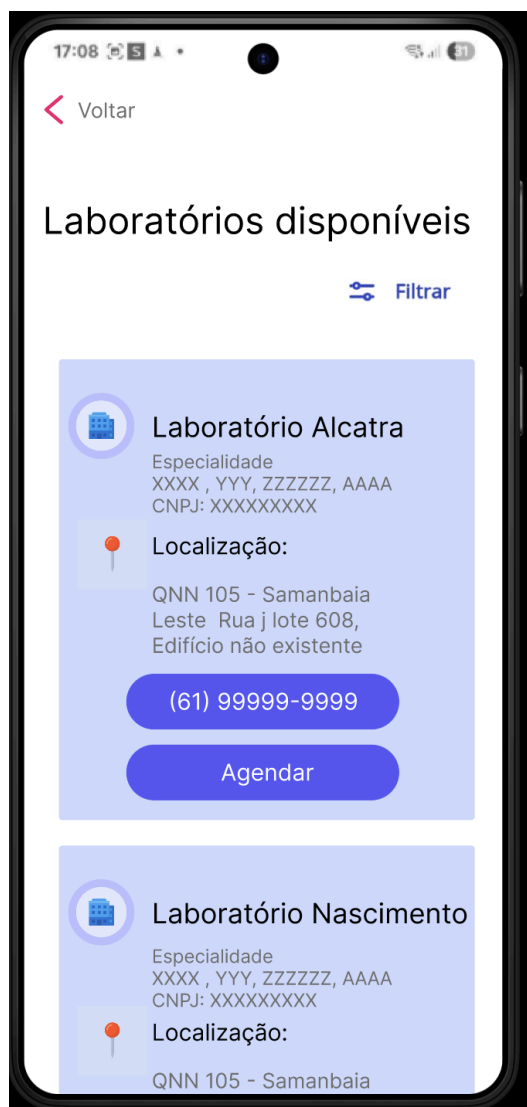 17:08 S
31
Voltar
Laboratórios disponíveis
Filtrar
Laboratório Alcatra
Especialidade
XXXX , YYY, ZZZZZZ, AAAA
CNPJ: XXXXXXXXX
Localização:
QNN 105 - Samanbaia
Leste  Rua j lote 608,
Edifício não existente
(61) 99999-9999
Agendar
Laboratório Nascimento
Especialidade
XXXX , YYY, ZZZZZZ, AAAA
CNPJ: XXXXXXXXX
Localização:
QNN 105 - Samanbaia